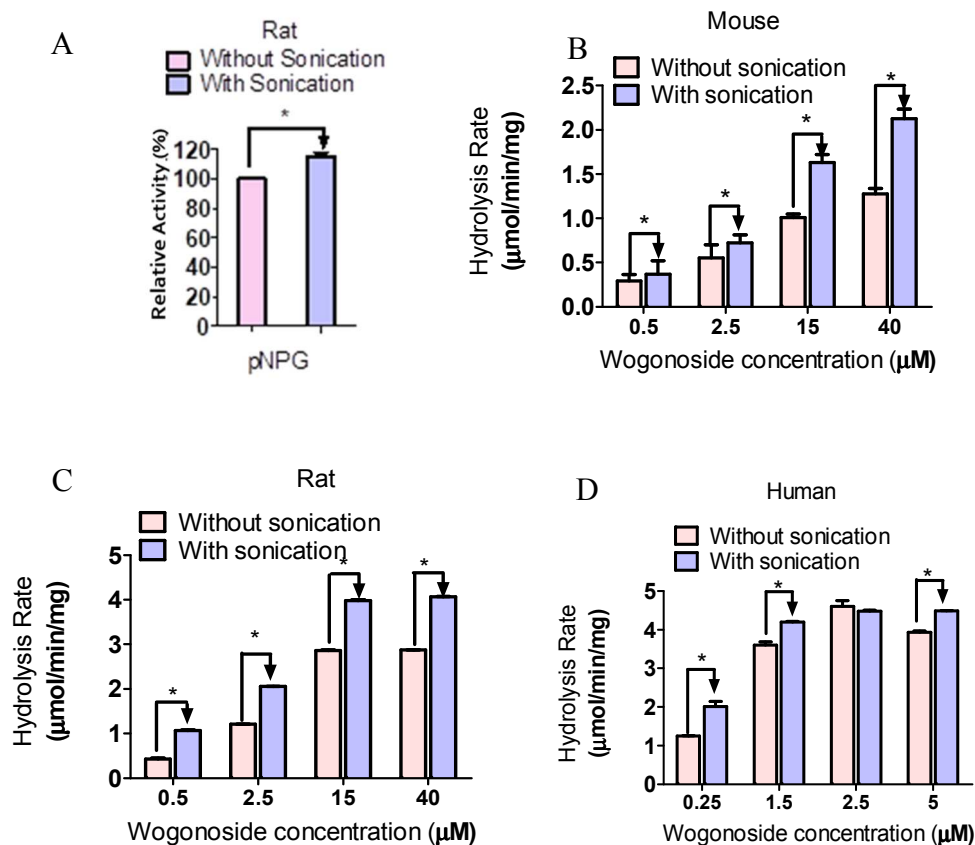 A
Rat
Without Sonication
With Sonication
*
Relative Activity (%)
120
100
80
60
40
20
0
pNPG
B
Mouse
Without sonication
With sonication
Hydrolysis Rate
(μmol/min/mg)
2.5
2.0
1.5
1.0
0.5
0.0
*
*
*
*
0.5 2.5 15 40
Wogonoside concentration (μM)
C
Rat
Without sonication
With sonication
Hydrolysis Rate
(μmol/min/mg)
5
4
3
2
1
0
*
*
*
*
0.5 2.5 15 40
Wogonoside concentration (μM)
D
Human
Without sonication
With sonication
Hydrolysis Rate
(μmol/min/mg)
5
4
3
2
1
0
*
*
*
0.25 1.5 2.5 5
Wogonoside concentration (μM)